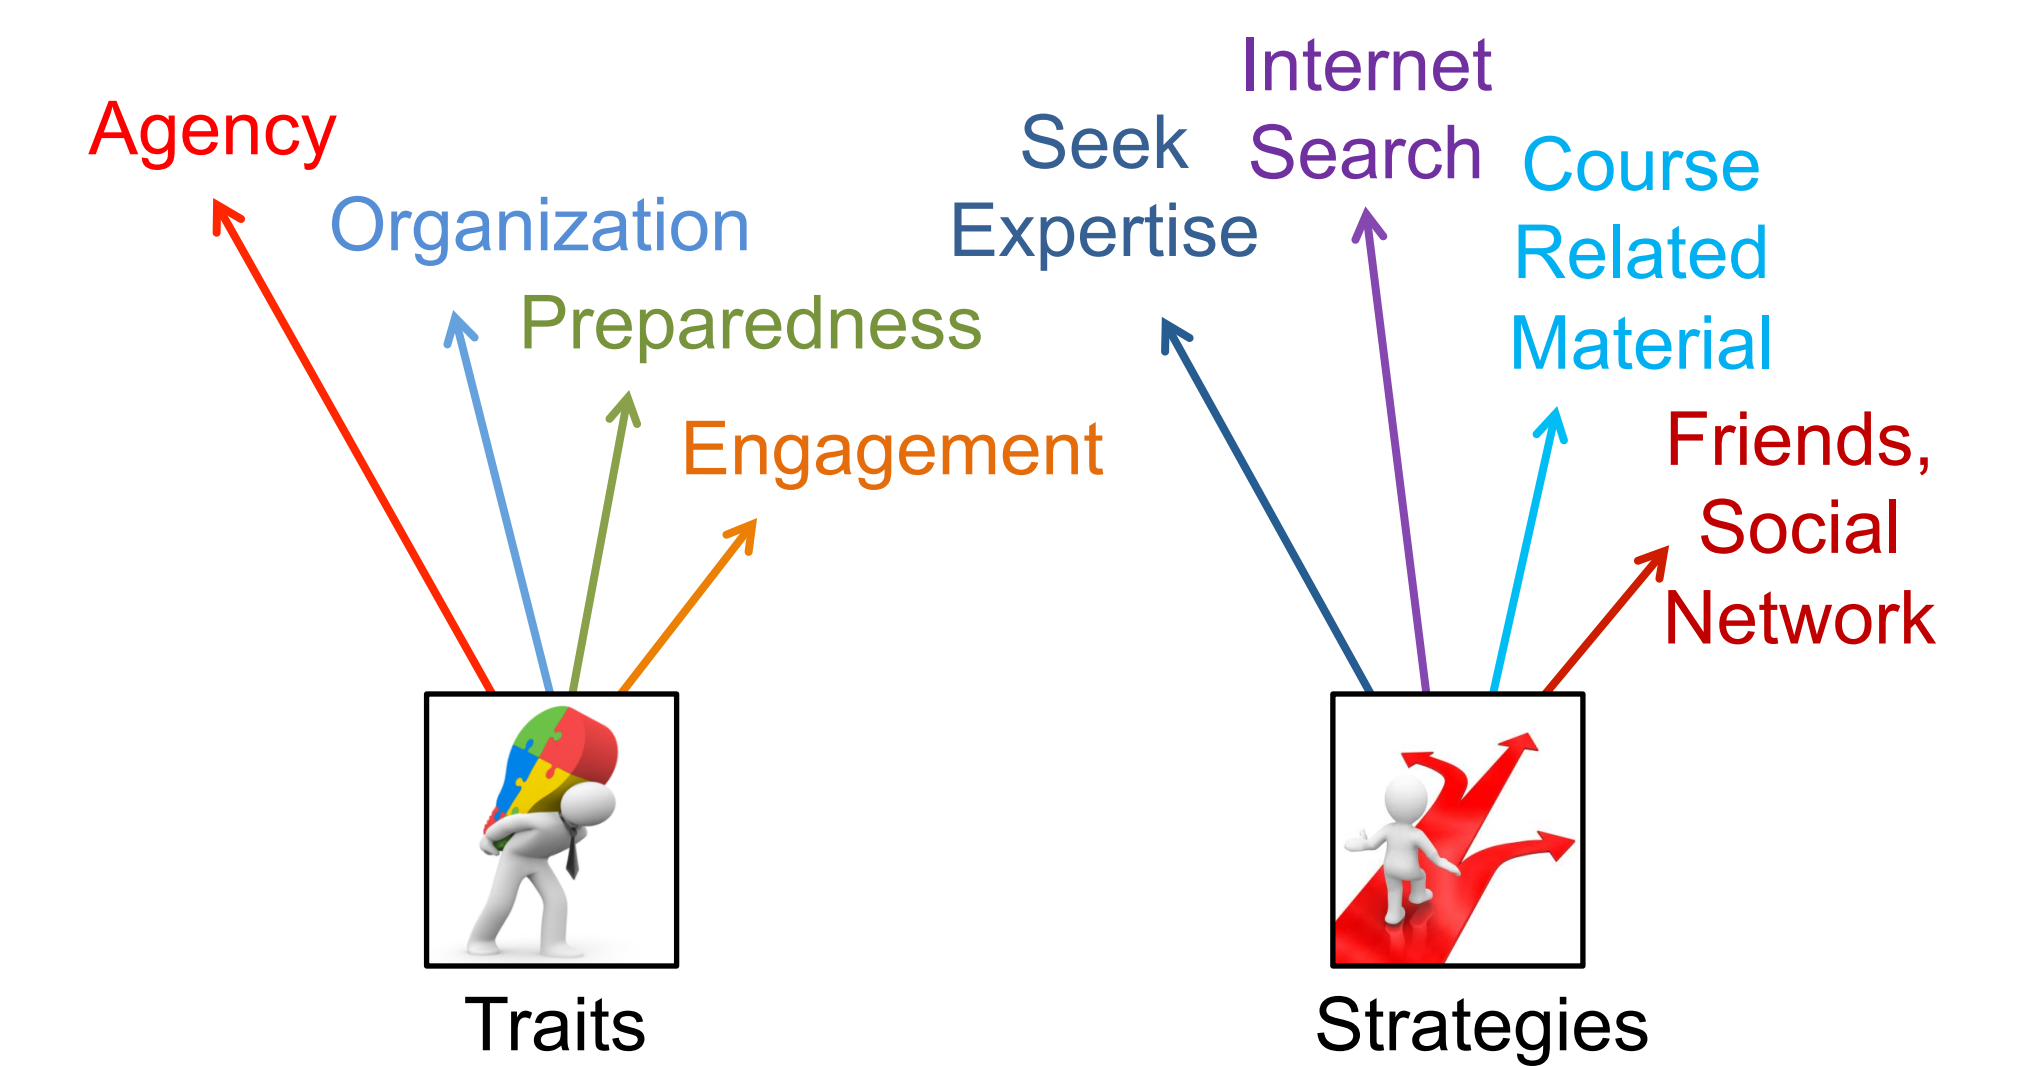 Agency
Organization
Preparedness
Engagement
Traits
Seek
Expertise
Internet
Search
Course
Related
Material
Friends,
Social
Network
Strategies